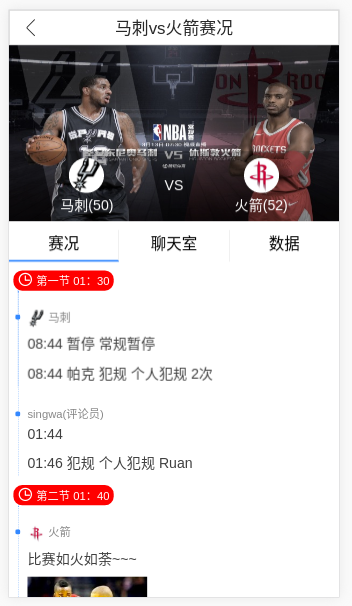 马刺vs火箭赛况
NBA
VS
马刺(50)
VS
火箭(52)
赛况
聊天室
数据
第一节 01：30
马刺
08:44 暂停 常规暂停
08:44 帕克 犯规 个人犯规 2次
singwa(评论员)
01:44
01:46 犯规 个人犯规 Ruan
第二节 01：40
火箭
比赛如火如荼~~~